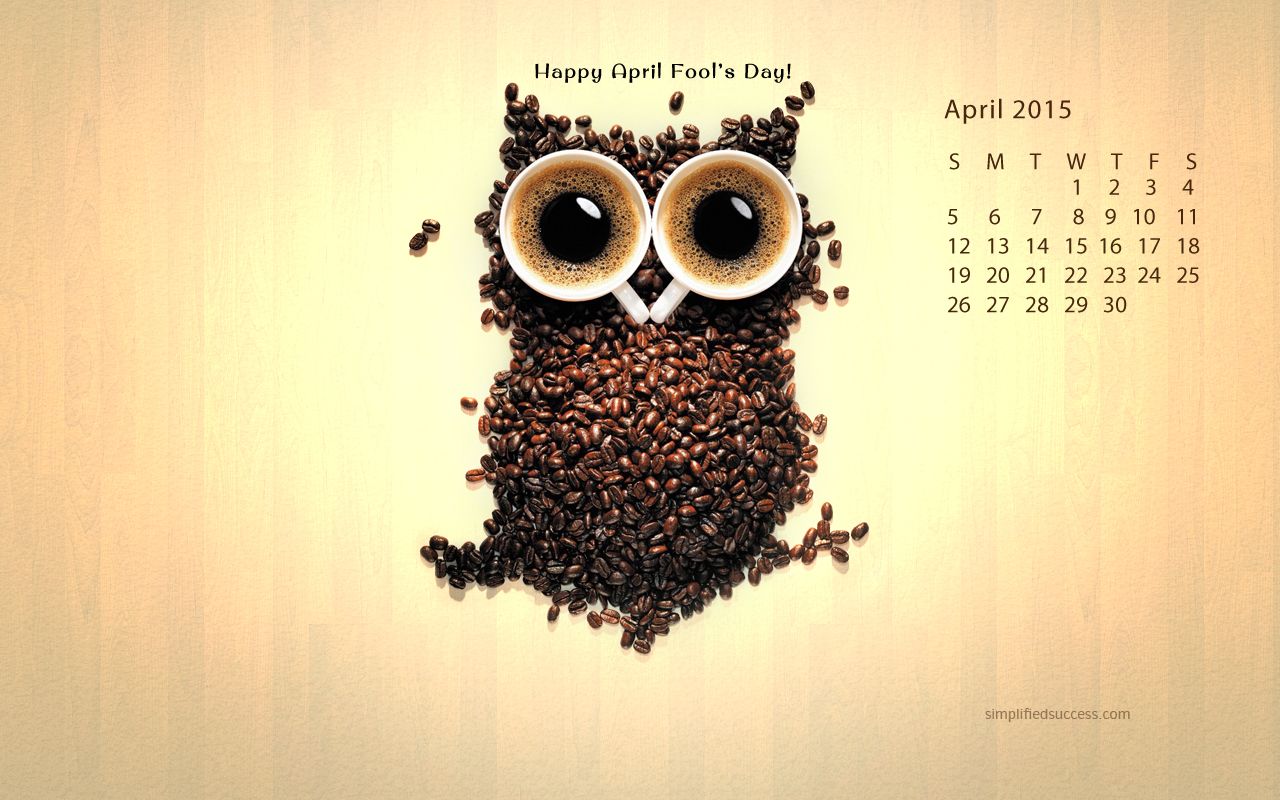 Happy April Fool's Day!
April 2015
S M T W T F S
1 2 3 4
5 6 7 8 9 10 11
12 13 14 15 16 17 18
19 20 21 22 23 24 25
26 27 28 29 30
simplifiedsuccess.com